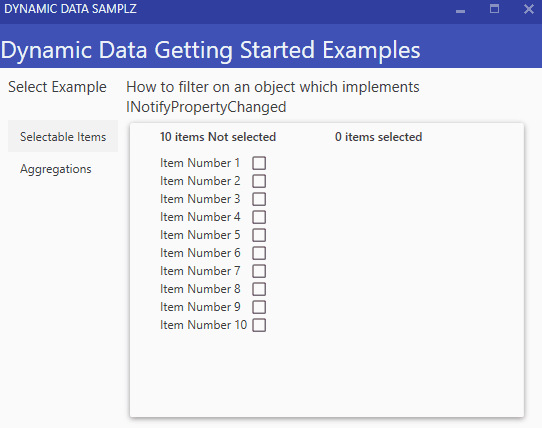 DYNAMIC DATA SAMPLZ
Dynamic Data Getting Started Examples
Select Example
How to filter on an object which implements
INotifyPropertyChanged
Selectable Items
Aggregations
10 items Not selected
0 items selected
Item Number 1
Item Number 2
Item Number 3
Item Number 4
Item Number 5
Item Number 6
Item Number 7
Item Number 8
Item Number 9
Item Number 10